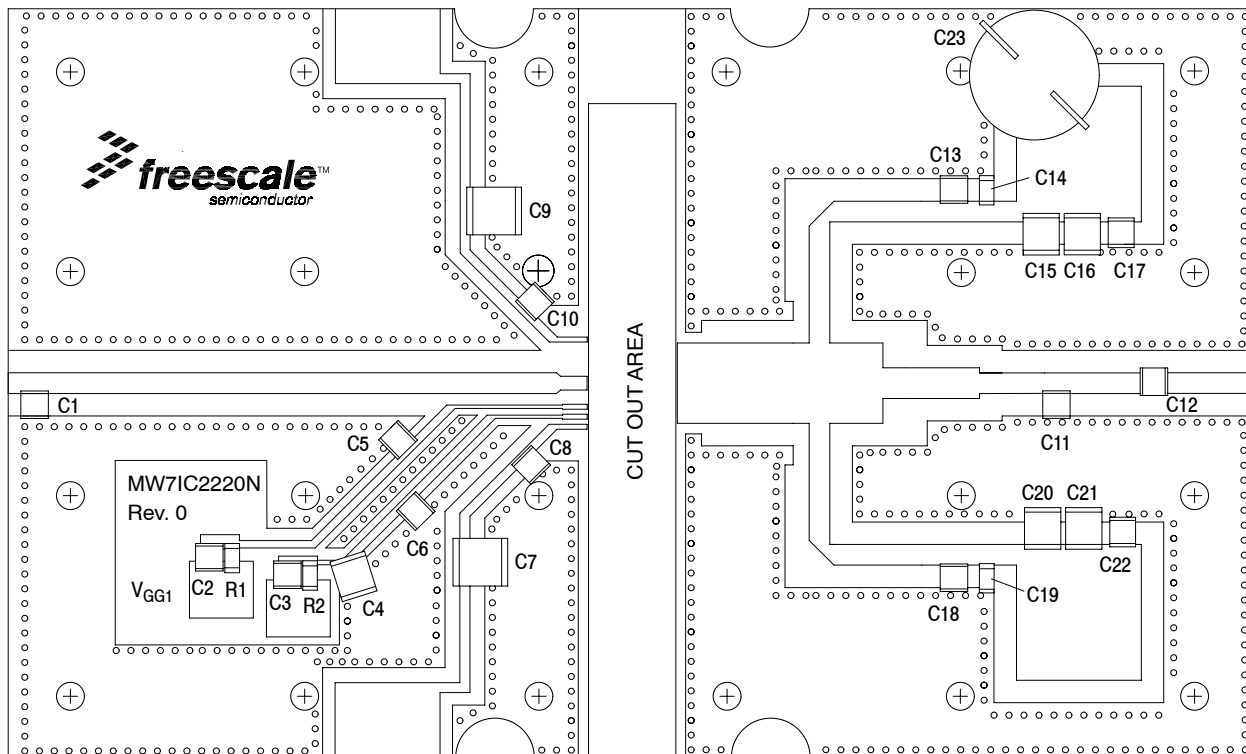 C23
freescale™
semiconductor
C13
C14
C9
C15 C16 C17
C10
CUT OUT AREA
C1
C12
C11
C5
C8
MW7IC2220N
Rev. 0
C20 C21
C6
C7
C22
VGG1
C2 R1
C3 R2
C4
C18
C19